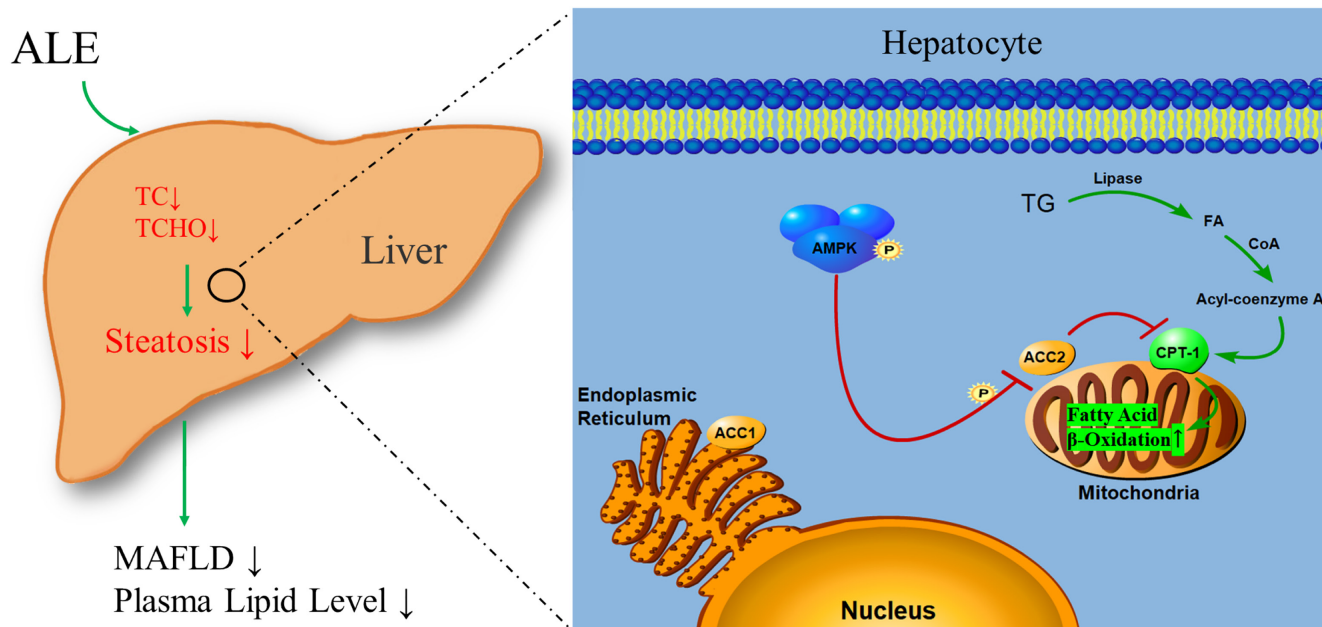 ALE
TC↓
TCHO↓
Liver
Steatosis ↓
MAFLD ↓
Plasma Lipid Level ↓
Hepatocyte
Lipase
TG
FA
CoA
Acyl-coenzyme A
AMPK
P
ACC2
CPT-1
P
Fatty Acid
β-Oxidation↑
Mitochondria
Endoplasmic
Reticulum
ACC1
Nucleus